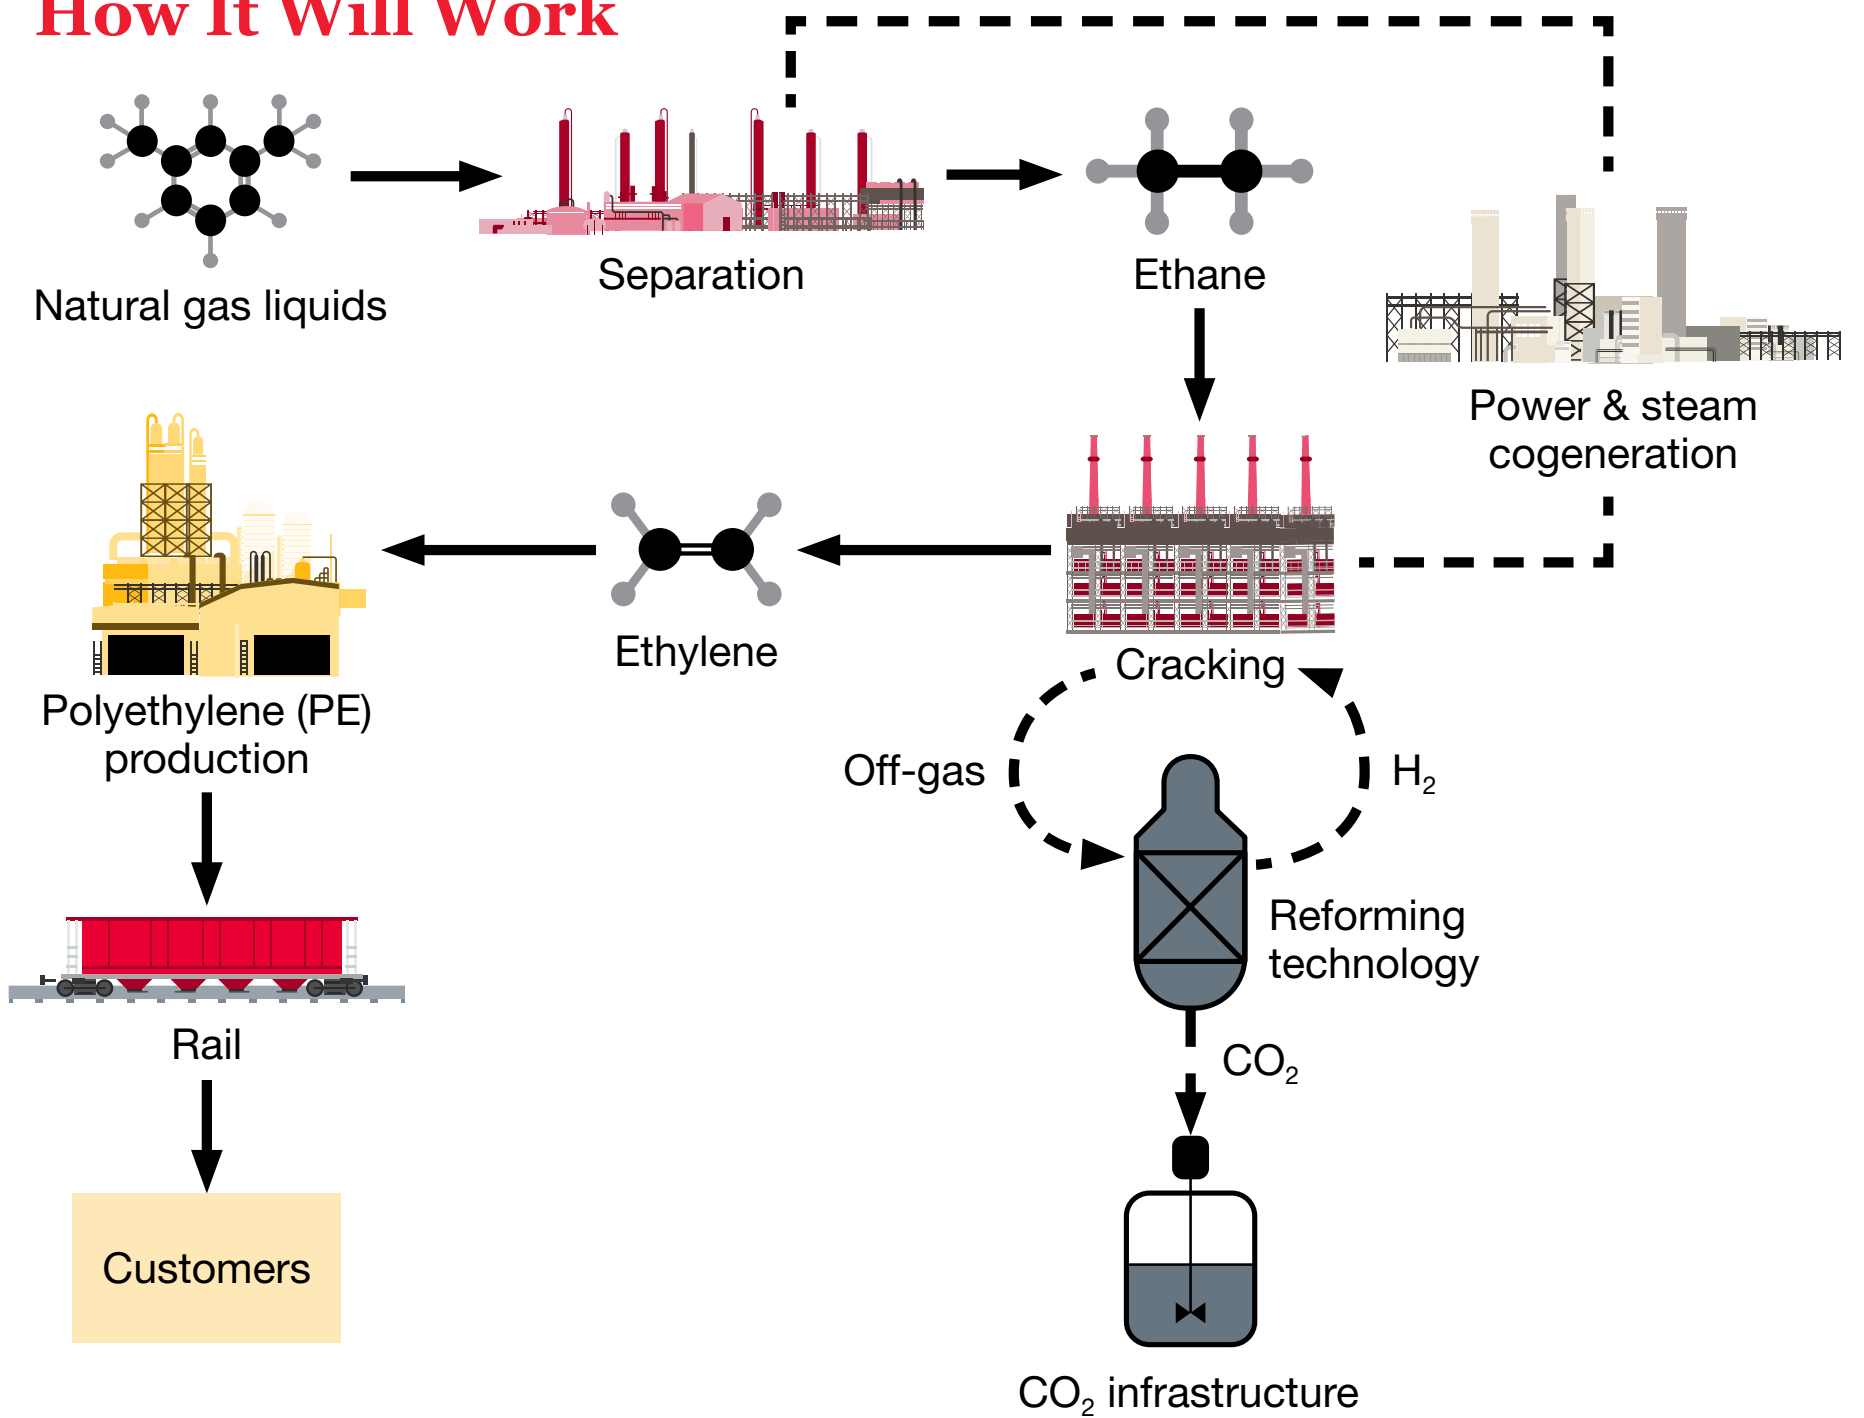 How It Will Work
Natural gas liquids
Separation
Ethane
Power & steam
cogeneration
Polyethylene (PE)
production
Ethylene
Cracking
Off-gas
H₂
Reforming
technology
Rail
CO₂
Customers
CO₂ infrastructure